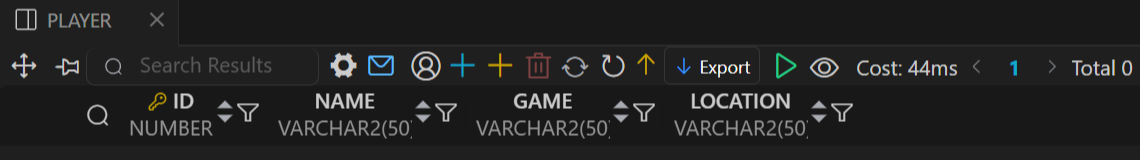 PLAYER
Search Results Export Cost: 44ms 1 Total 0
ID NAME GAME LOCATION
NUMBER VARCHAR2(50) VARCHAR2(50) VARCHAR2(50)